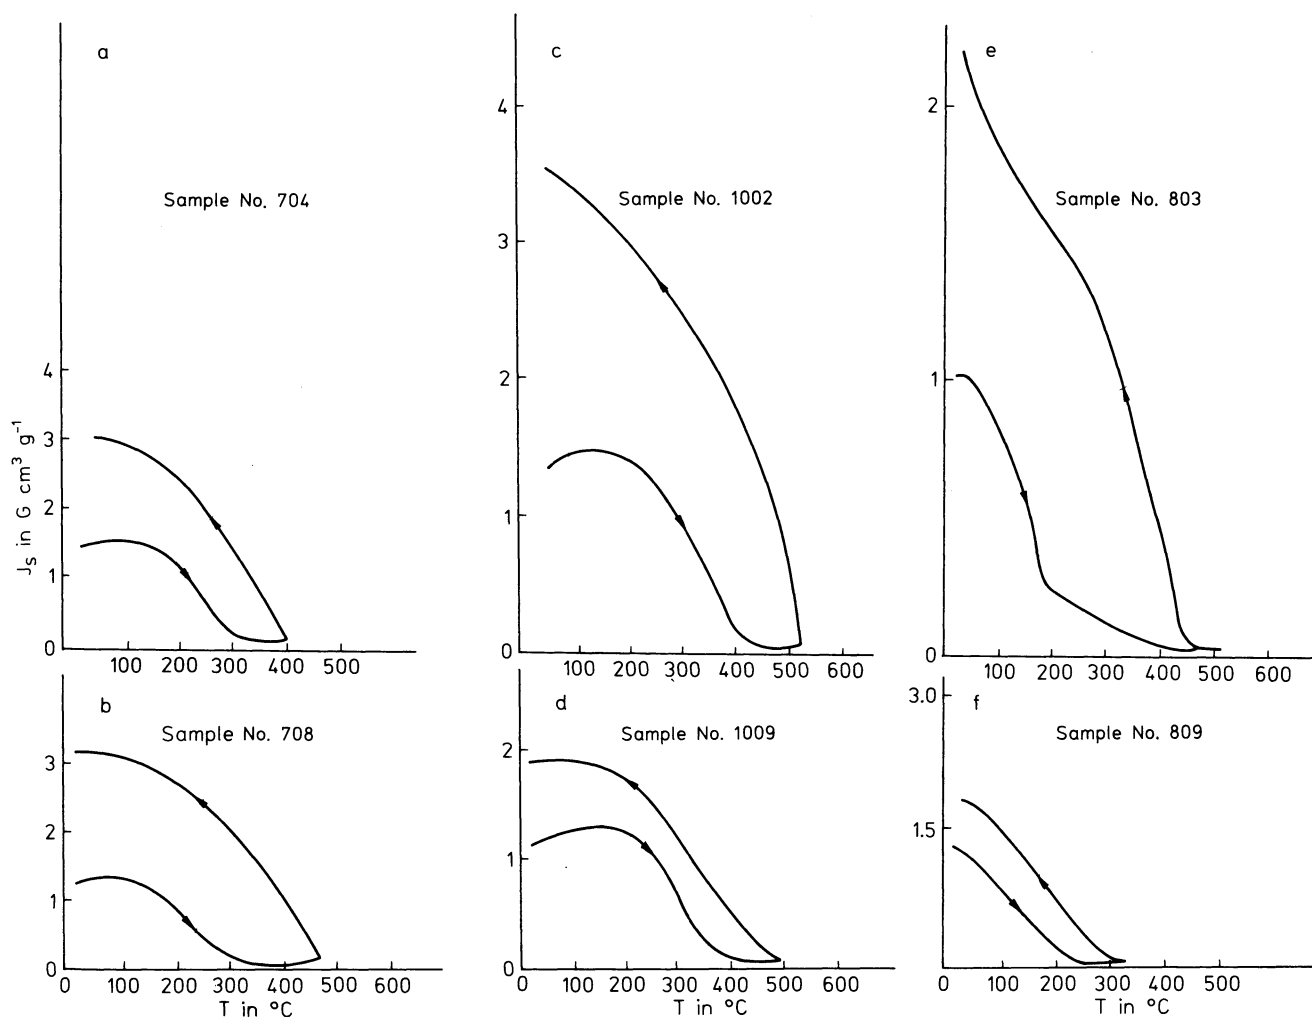 a
Sample No. 704
4
3
2
1
0
100 200 300 400 500
Js in G cm³ g⁻¹
b
Sample No. 708
3
2
1
0
0 100 200 300 400 500 600
T in °C
c
Sample No. 1002
4
3
2
1
0
100 200 300 400 500 600
d
Sample No. 1009
2
1
0
0 100 200 300 400 500 600
T in °C
e
Sample No. 803
2
1
0
100 200 300 400 500 600
f
Sample No. 809
3.0
1.5
0 100 200 300 400 500
T in °C